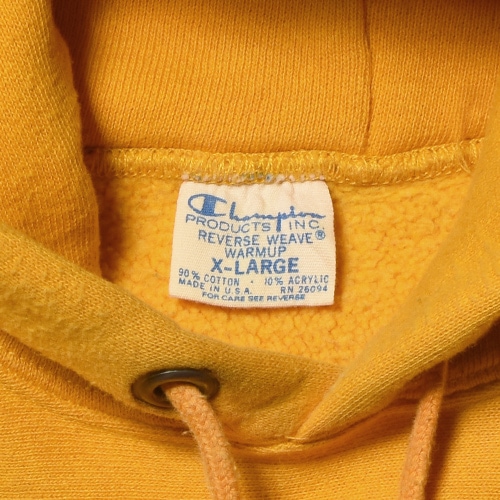 Champion
PRODUCTS INC.
REVERSE WEAVE®
WARMUP
X-LARGE
90% COTTON · 10% ACRYLIC
MADE IN U.S.A. RN 26094
FOR CARE SEE REVERSE